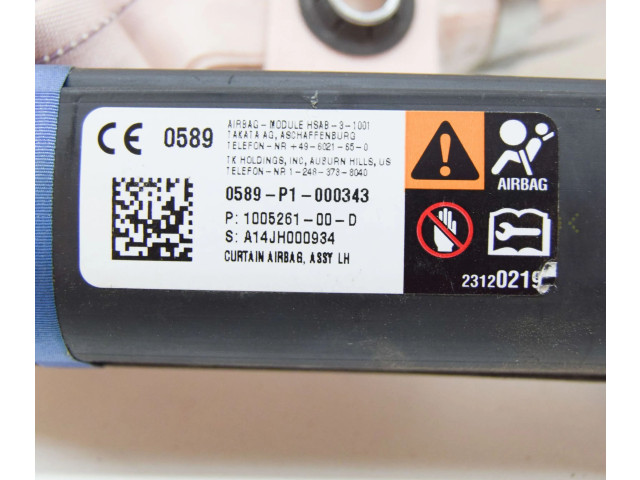 CE 0589
AIRBAG - MODULE HSAB - 3 - 1001
TAKATA AG, ASCHAFFENBURG
TELEFON - NR +49-6021-65-0
TK HOLDINGS, INC, AUBURN HILLS, US
TELEFON - NR 1-248-373-8040
0589-P1-000343
P: 1005261-00-D
S: A14JH000934
CURTAIN AIRBAG, ASSY LH
AIRBAG
23120219